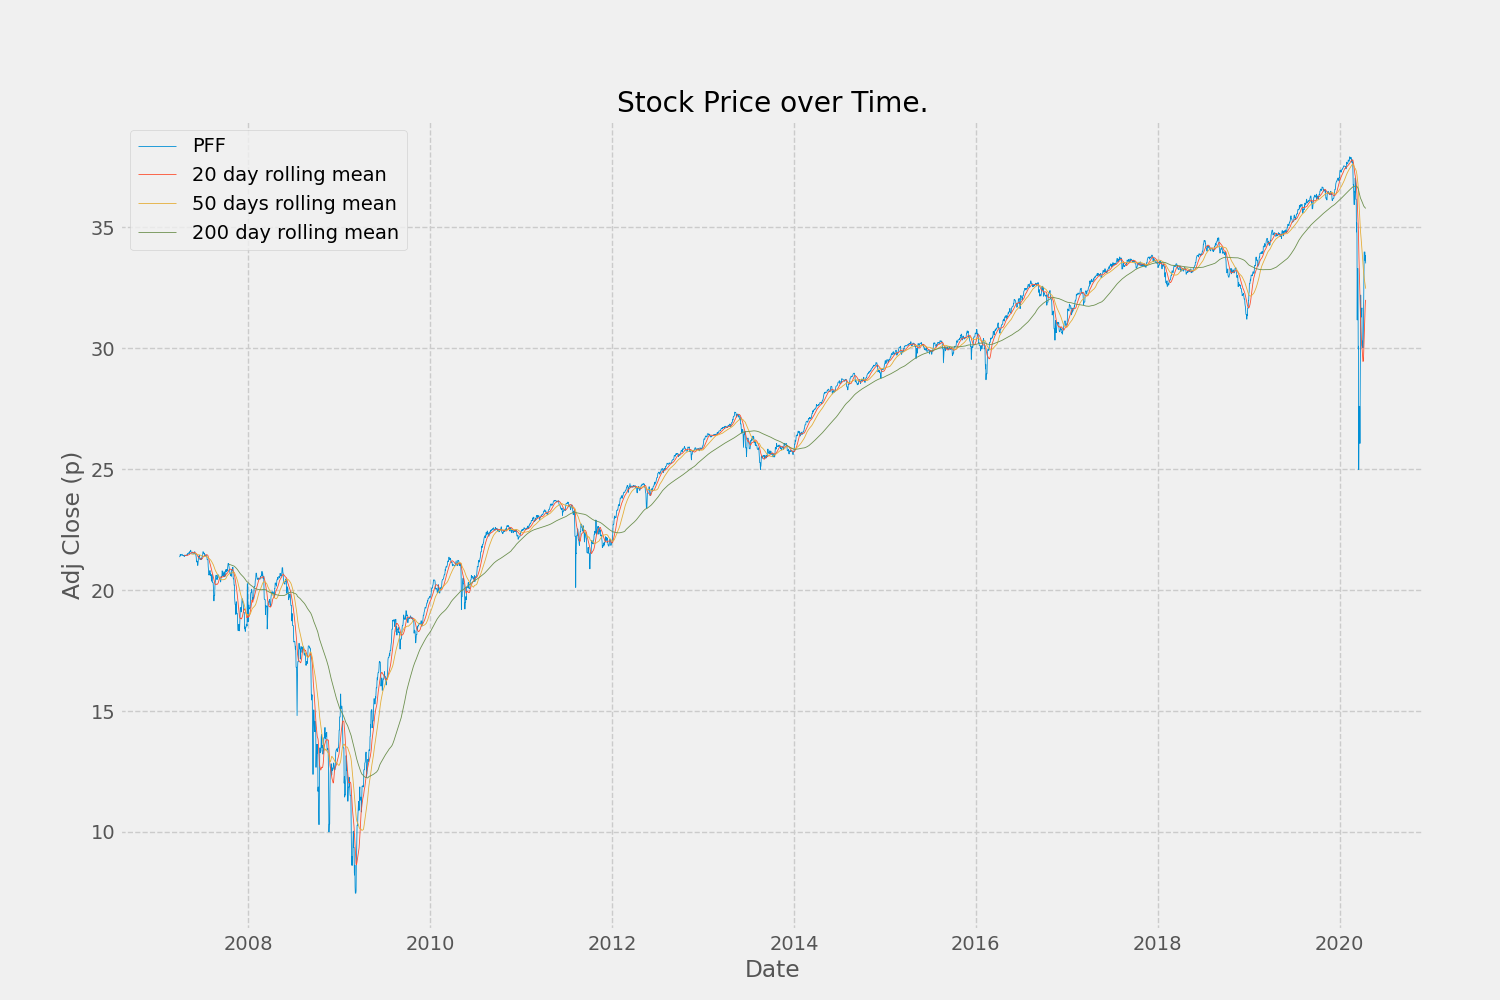 Stock Price over Time.
PFF
20 day rolling mean
50 days rolling mean
200 day rolling mean
Adj Close (p)
35
30
25
20
15
10
2008
2010
2012
2014
2016
2018
2020
Date